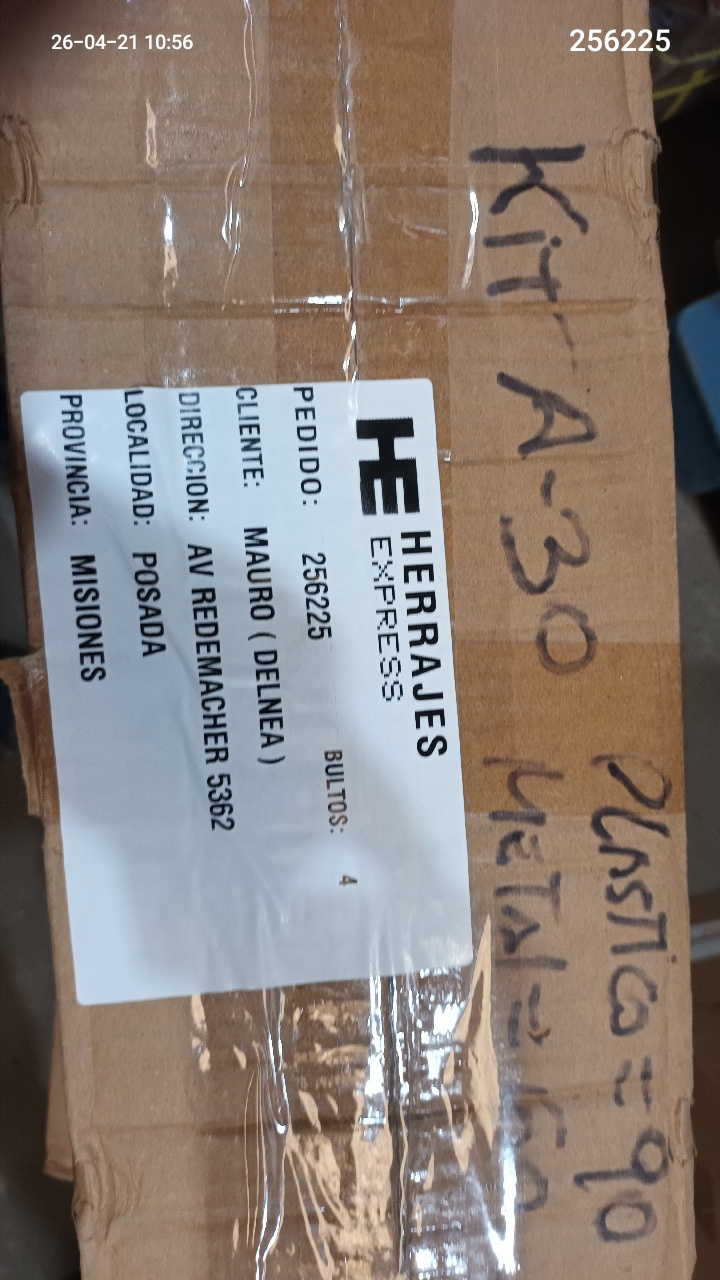 26-04-21 10:56
256225
KiT A-30
PLASTICO = 90
METAL = 160
HE HERRAJES
EXPRESS
PEDIDO: 256225 BULTOS: 4
CLIENTE: MAURO ( DELNEA )
DIRECCION: AV REDEMACHER 5362
LOCALIDAD: POSADA
PROVINCIA: MISIONES